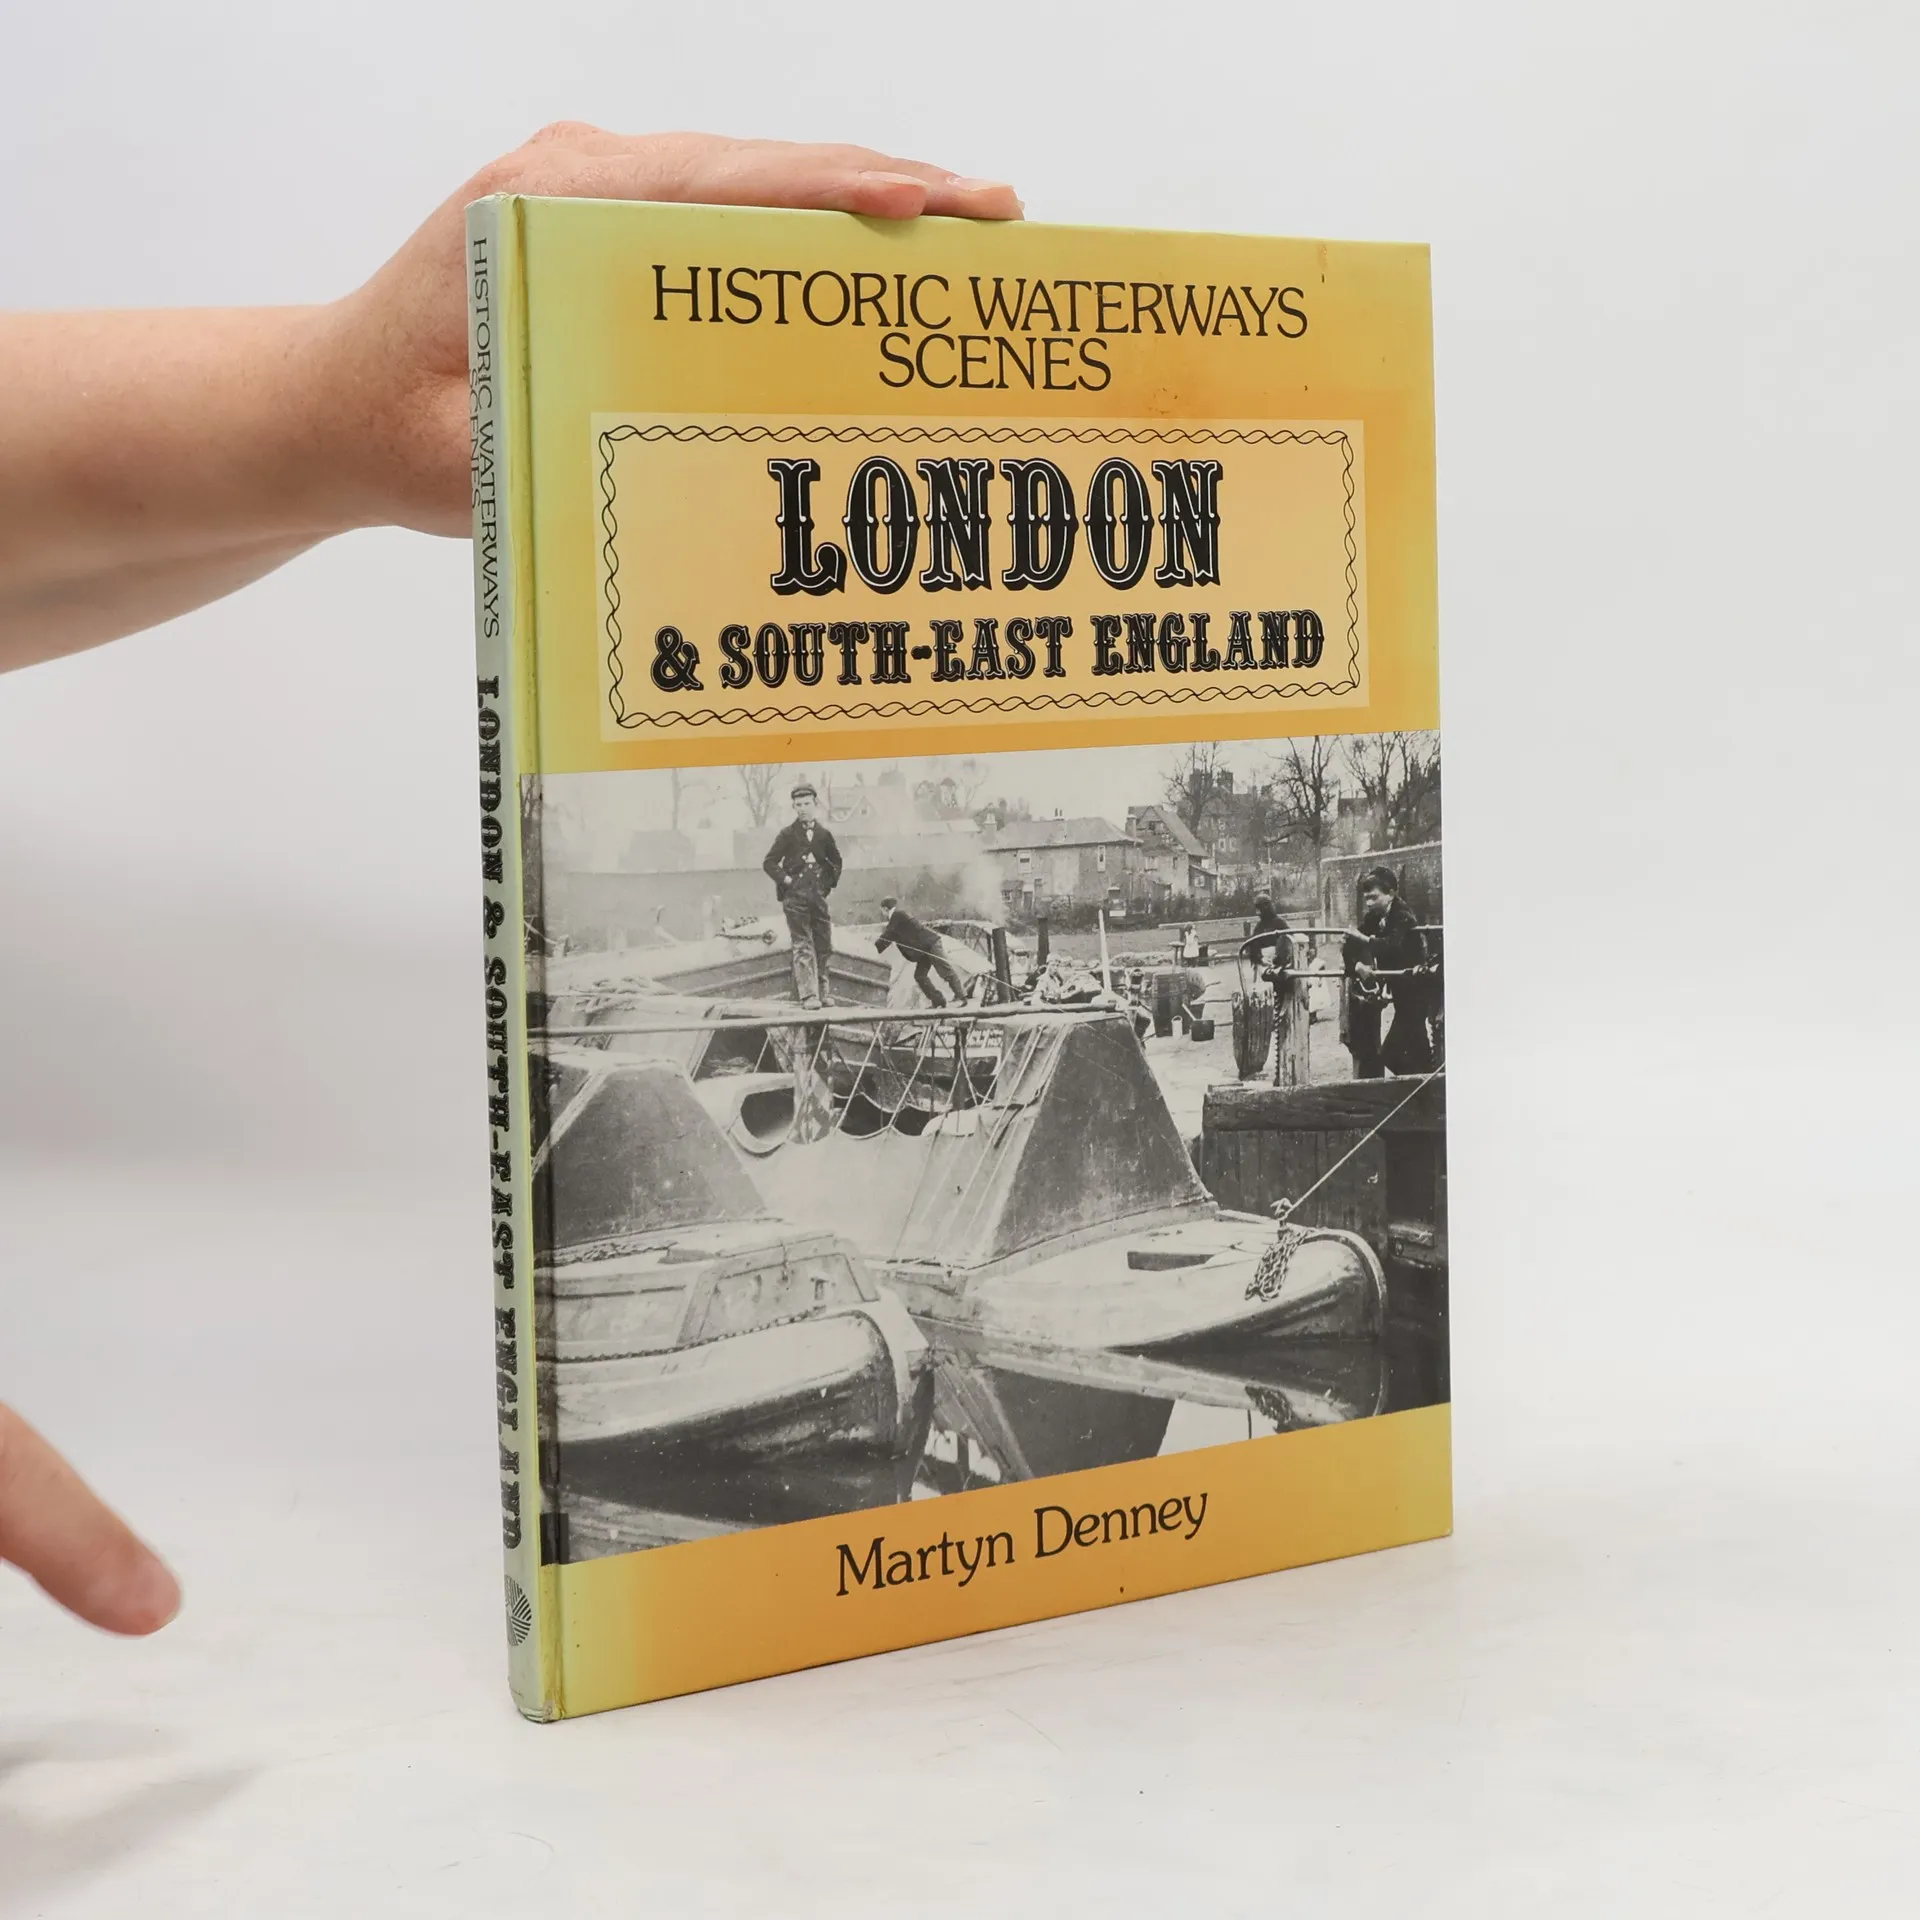 HISTORIC WATERWAYS
SCENES
LONDON
& SOUTH-EAST ENGLAND
Martyn Denney
HISTORIC WATERWAYS
SCENES
LONDON & SOUTH-EAST ENGLAND